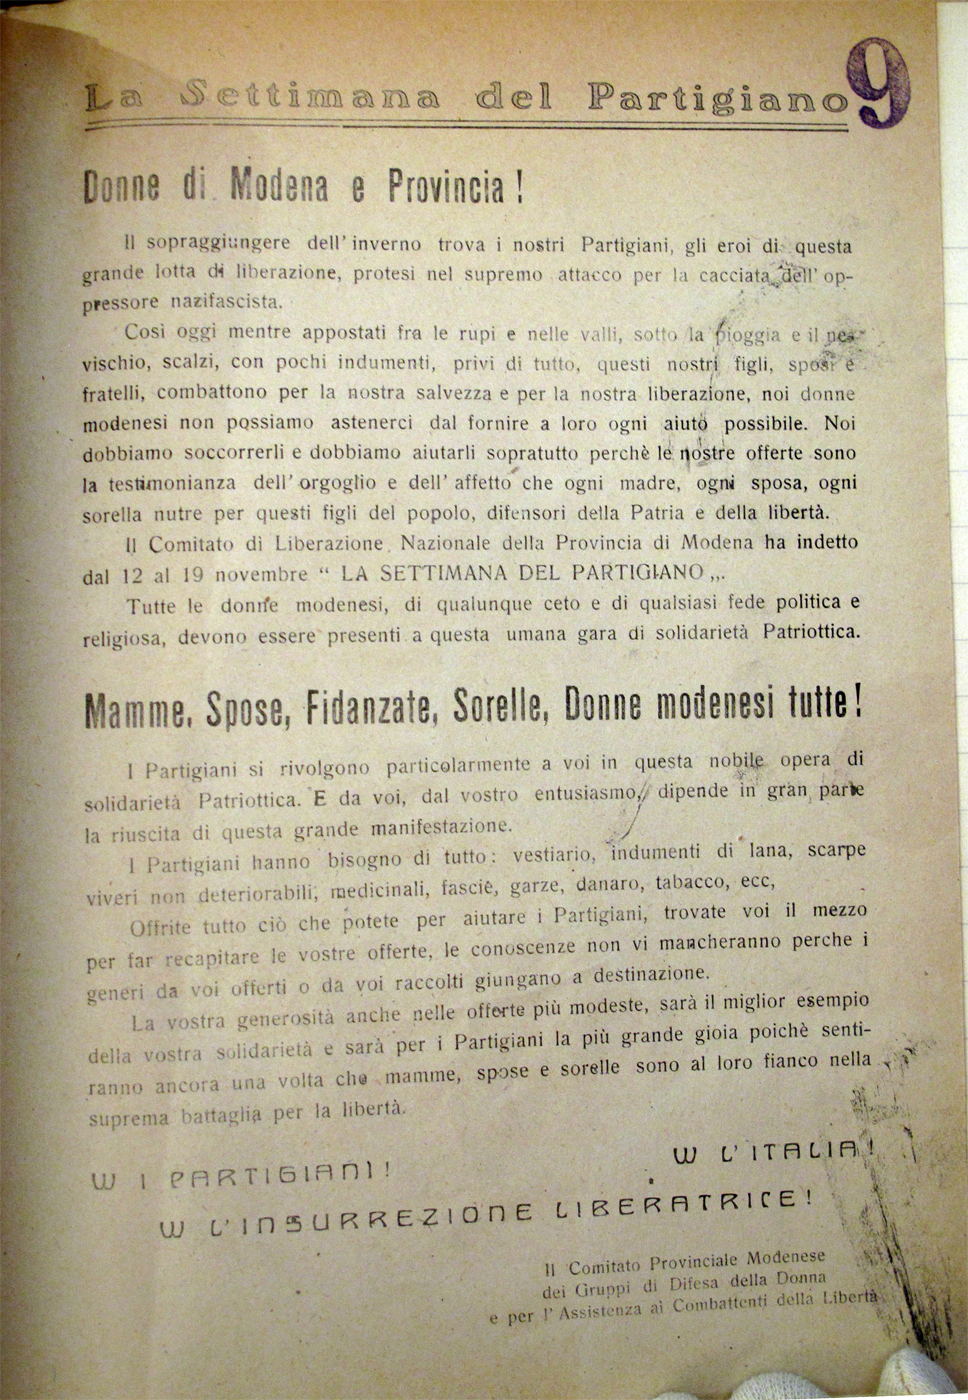 La Settimana del Partigiano
9
Donne di Modena e Provincia!
Il sopraggiungere dell'inverno trova i nostri Partigiani, gli eroi di questa
grande lotta di liberazione, protesi nel supremo attacco per la cacciata dell'op-
pressore nazifascista.
Così oggi mentre appostati fra le rupi e nelle valli, sotto la pioggia e il ne-
vischio, scalzi, con pochi indumenti, privi di tutto, questi nostri figli, sposi e
fratelli, combattono per la nostra salvezza e per la nostra liberazione, noi donne
modenesi non possiamo astenerci dal fornire a loro ogni aiuto possibile. Noi
dobbiamo soccorrerli e dobbiamo aiutarli sopratutto perchè le nostre offerte sono
la testimonianza dell'orgoglio e dell'affetto che ogni madre, ogni sposa, ogni
sorella nutre per questi figli del popolo, difensori della Patria e della libertà.
Il Comitato di Liberazione Nazionale della Provincia di Modena ha indetto
dal 12 al 19 novembre “ LA SETTIMANA DEL PARTIGIANO „.
Tutte le donne modenesi, di qualunque ceto e di qualsiasi fede politica e
religiosa, devono essere presenti a questa umana gara di solidarietà Patriottica.
Mamme, Spose, Fidanzate, Sorelle, Donne modenesi tutte!
I Partigiani si rivolgono particolarmente a voi in questa nobile opera di
solidarietà Patriottica. E da voi, dal vostro entusiasmo, dipende in gran parte
la riuscita di questa grande manifestazione.
I Partigiani hanno bisogno di tutto: vestiario, indumenti di lana, scarpe
viveri non deteriorabili, medicinali, fascie, garze, danaro, tabacco, ecc,
Offrite tutto ciò che potete per aiutare i Partigiani, trovate voi il mezzo
per far recapitare le vostre offerte, le conoscenze non vi mancheranno perche i
generi da voi offerti o da voi raccolti giungano a destinazione.
La vostra generosità anche nelle offerte più modeste, sarà il miglior esempio
della vostra solidarietà e sarà per i Partigiani la più grande gioia poichè senti-
ranno ancora una volta che mamme, spose e sorelle sono al loro fianco nella
suprema battaglia per la libertà.
W I PARTIGIANI!
W L'ITALIA!
W L'INSURREZIONE LIBERATRICE!
Il Comitato Provinciale Modenese
dei Gruppi di Difesa della Donna
e per l'Assistenza ai Combattenti della Libertà